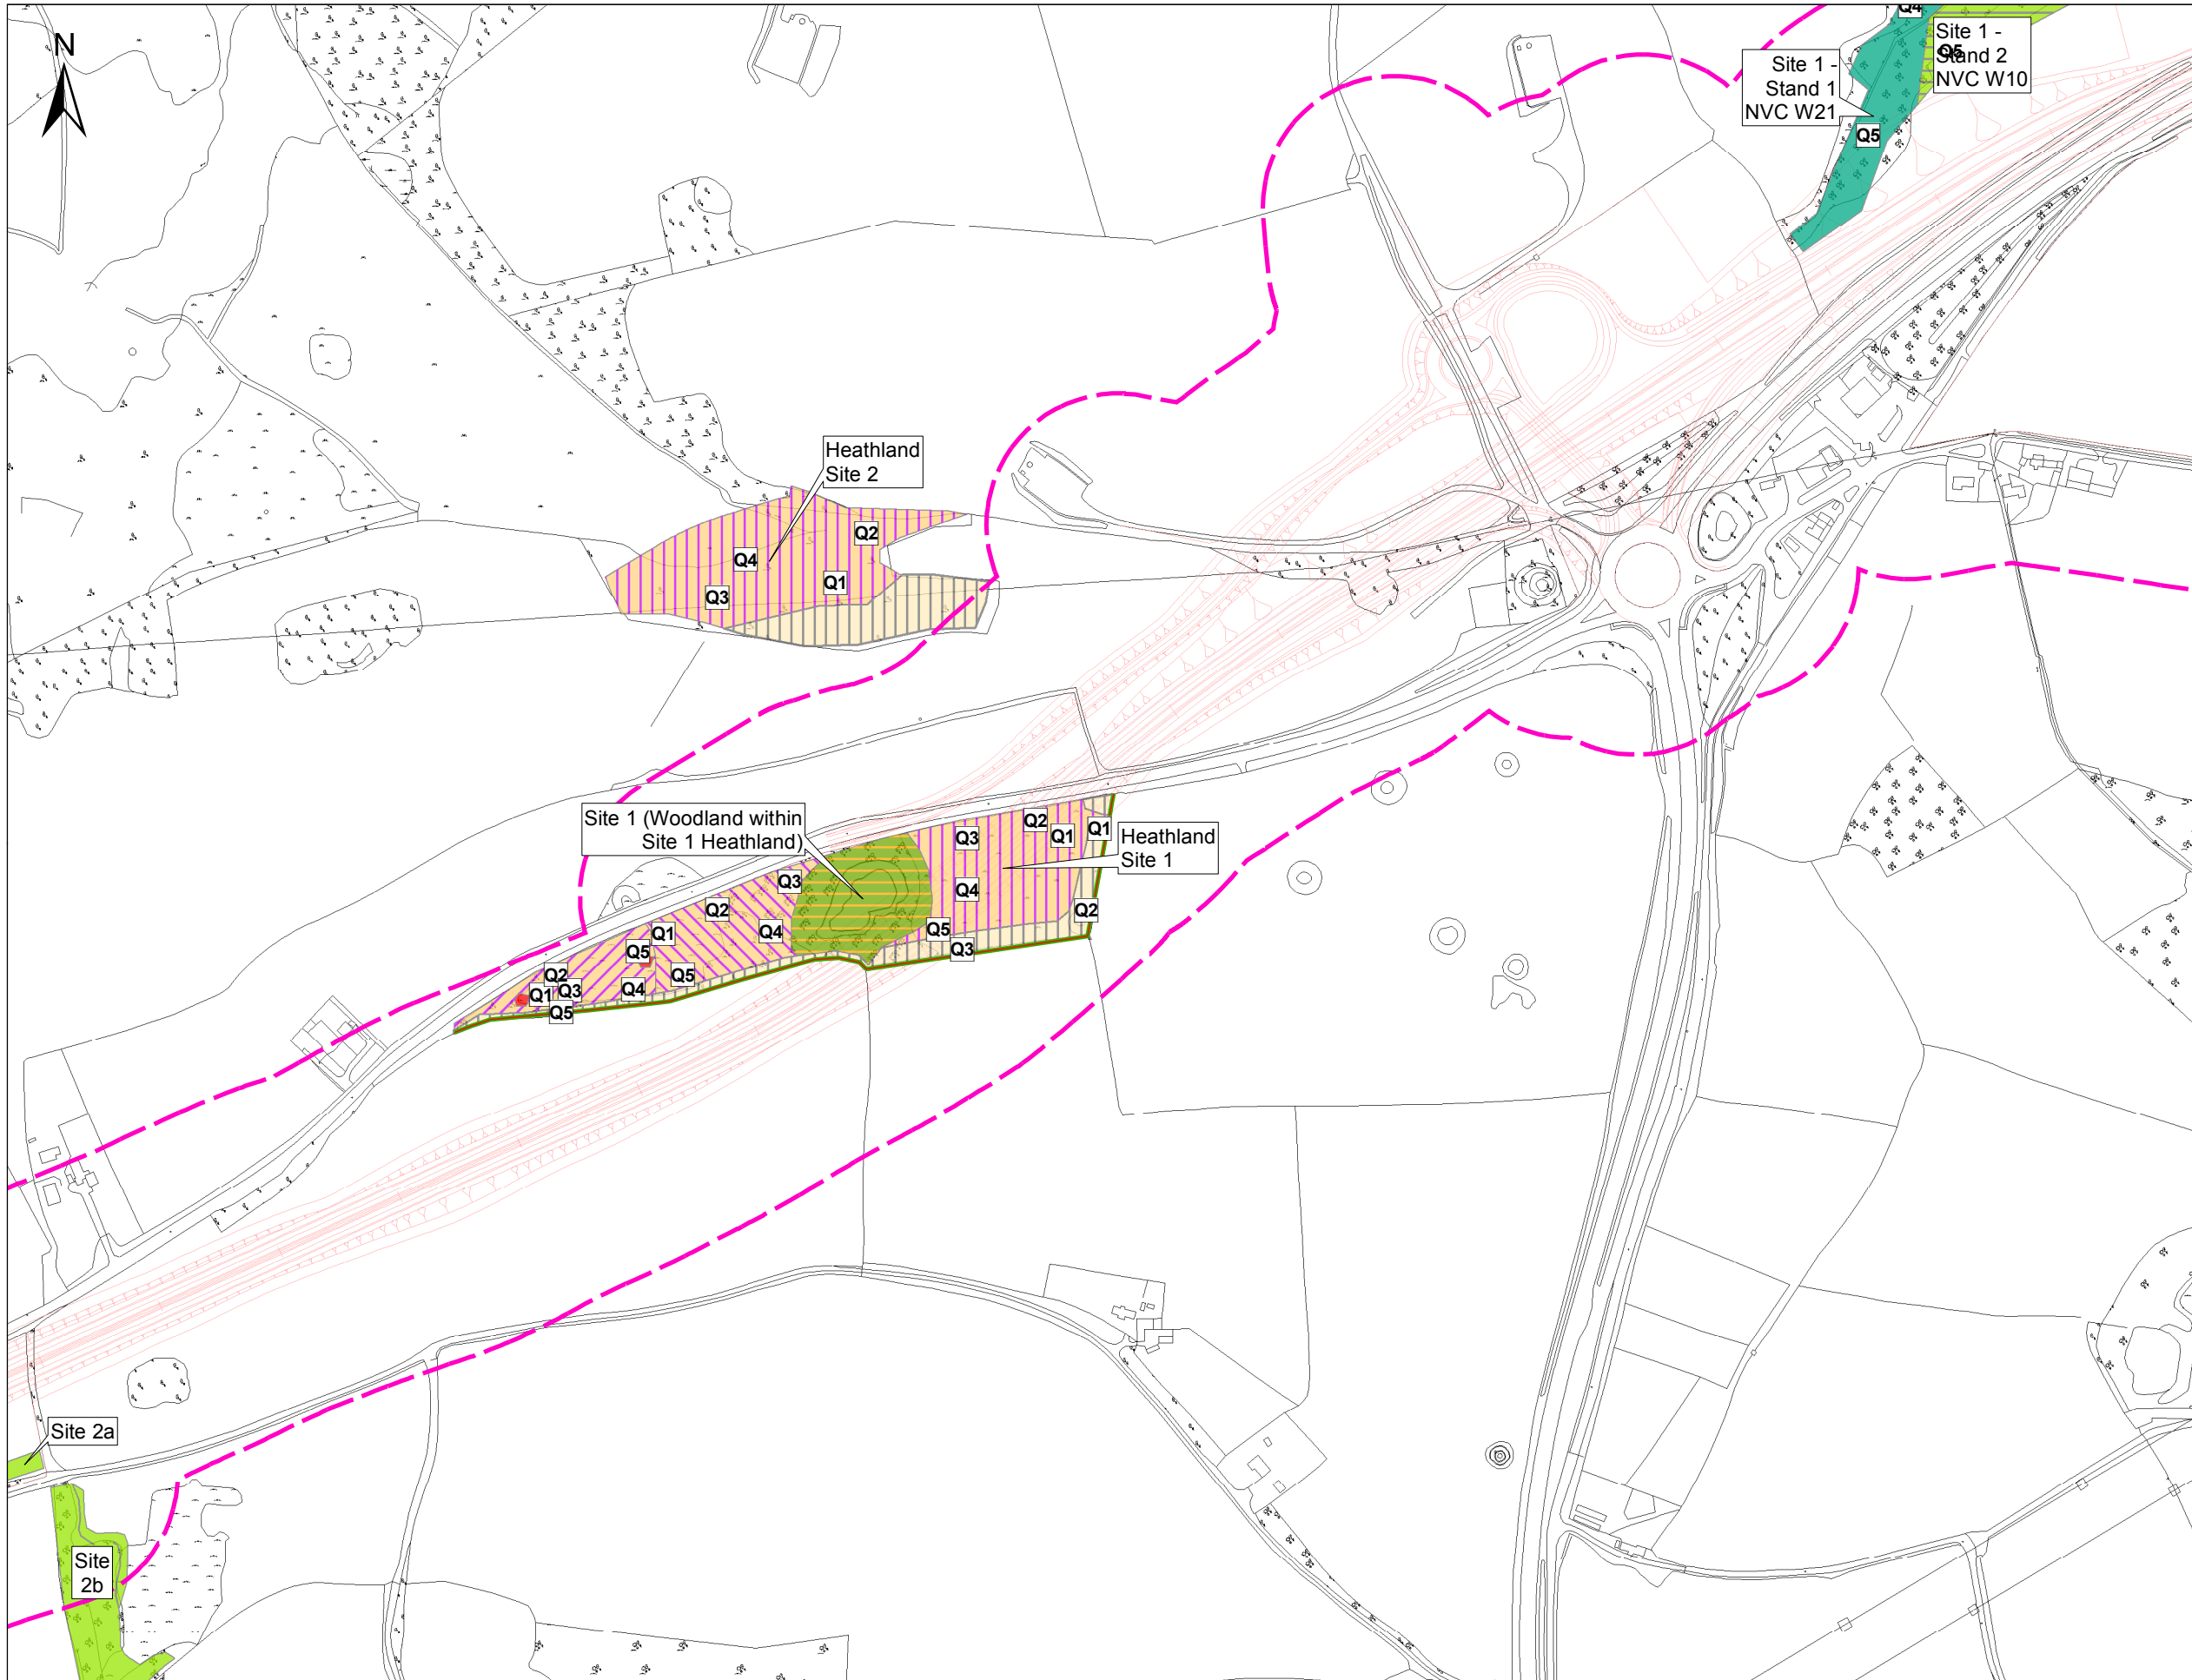 N
Q4
Site 1 -
Stand 2
NVC W10
Q5
Site 1 -
Stand 1
NVC W21
Q5
Heathland
Site 2
Q2
Q4
Q1
Q3
Site 1 (Woodland within
Site 1 Heathland)
Heathland
Site 1
Q2
Q1
Q1
Q3
Q3
Q4
Q2
Q2
Q5
Q3
Q4
Q1
Q5
Q2
Q5
Q4
Q1
Q3
Q5
Site 2a
Site
2b